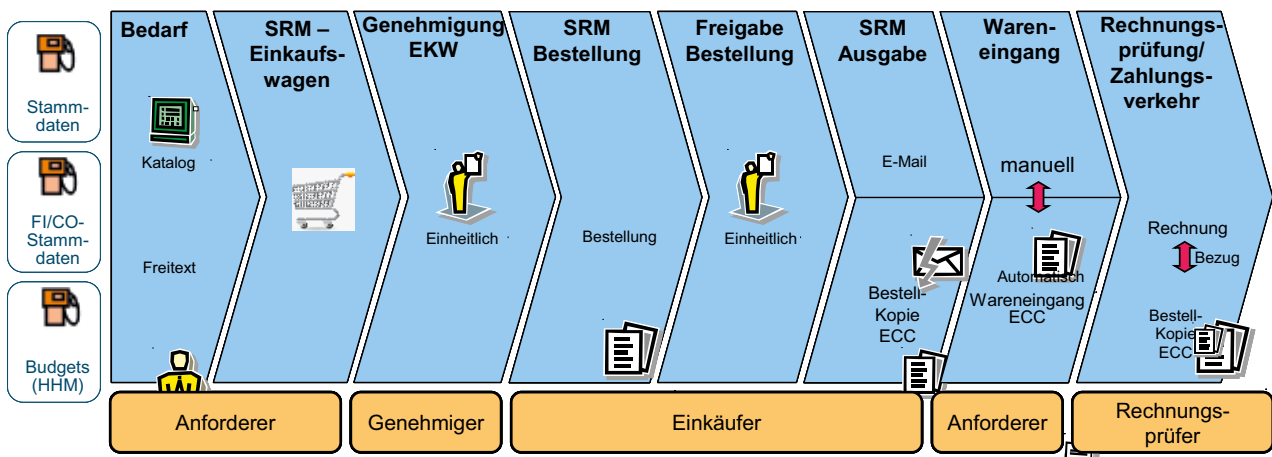 Stamm-
daten
FI/CO-
Stamm-
daten
Budgets
(HHM)
Bedarf
Katalog
Freitext
SRM –
Einkaufs-
wagen
Genehmigung
EKW
Einheitlich
SRM
Bestellung
Bestellung
Freigabe
Bestellung
Einheitlich
SRM
Ausgabe
E-Mail
Bestell-
Kopie
ECC
Waren-
eingang
manuell
Automatisch
Wareneingang
ECC
Rechnungs-
prüfung/
Zahlungs-
verkehr
Rechnung
Bezug
Bestell-
Kopie
ECC
Anforderer
Genehmiger
Einkäufer
Anforderer
Rechnungs-
prüfer